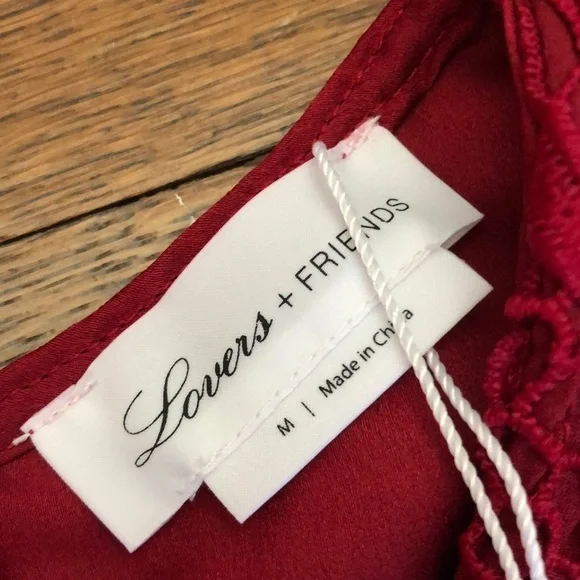 Lovers + FRIENDS
M | Made in China